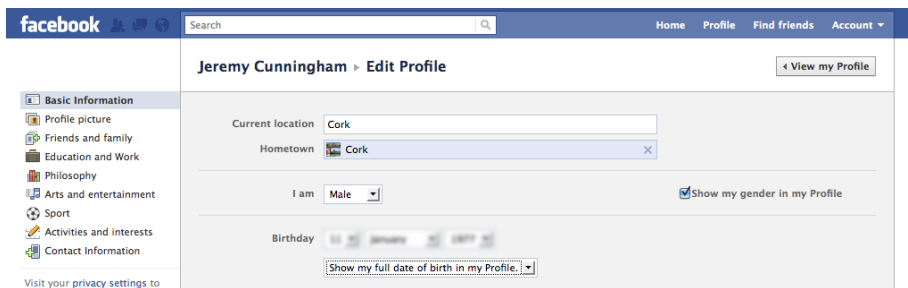 facebook Search Home Profile Find friends Account
Jeremy Cunningham ▸ Edit Profile View my Profile
Basic Information
Profile picture
Friends and family
Education and Work
Philosophy
Arts and entertainment
Sport
Activities and interests
Contact Information
Visit your privacy settings to
Current location Cork
Hometown Cork
I am Male Show my gender in my Profile
Birthday
Show my full date of birth in my Profile.